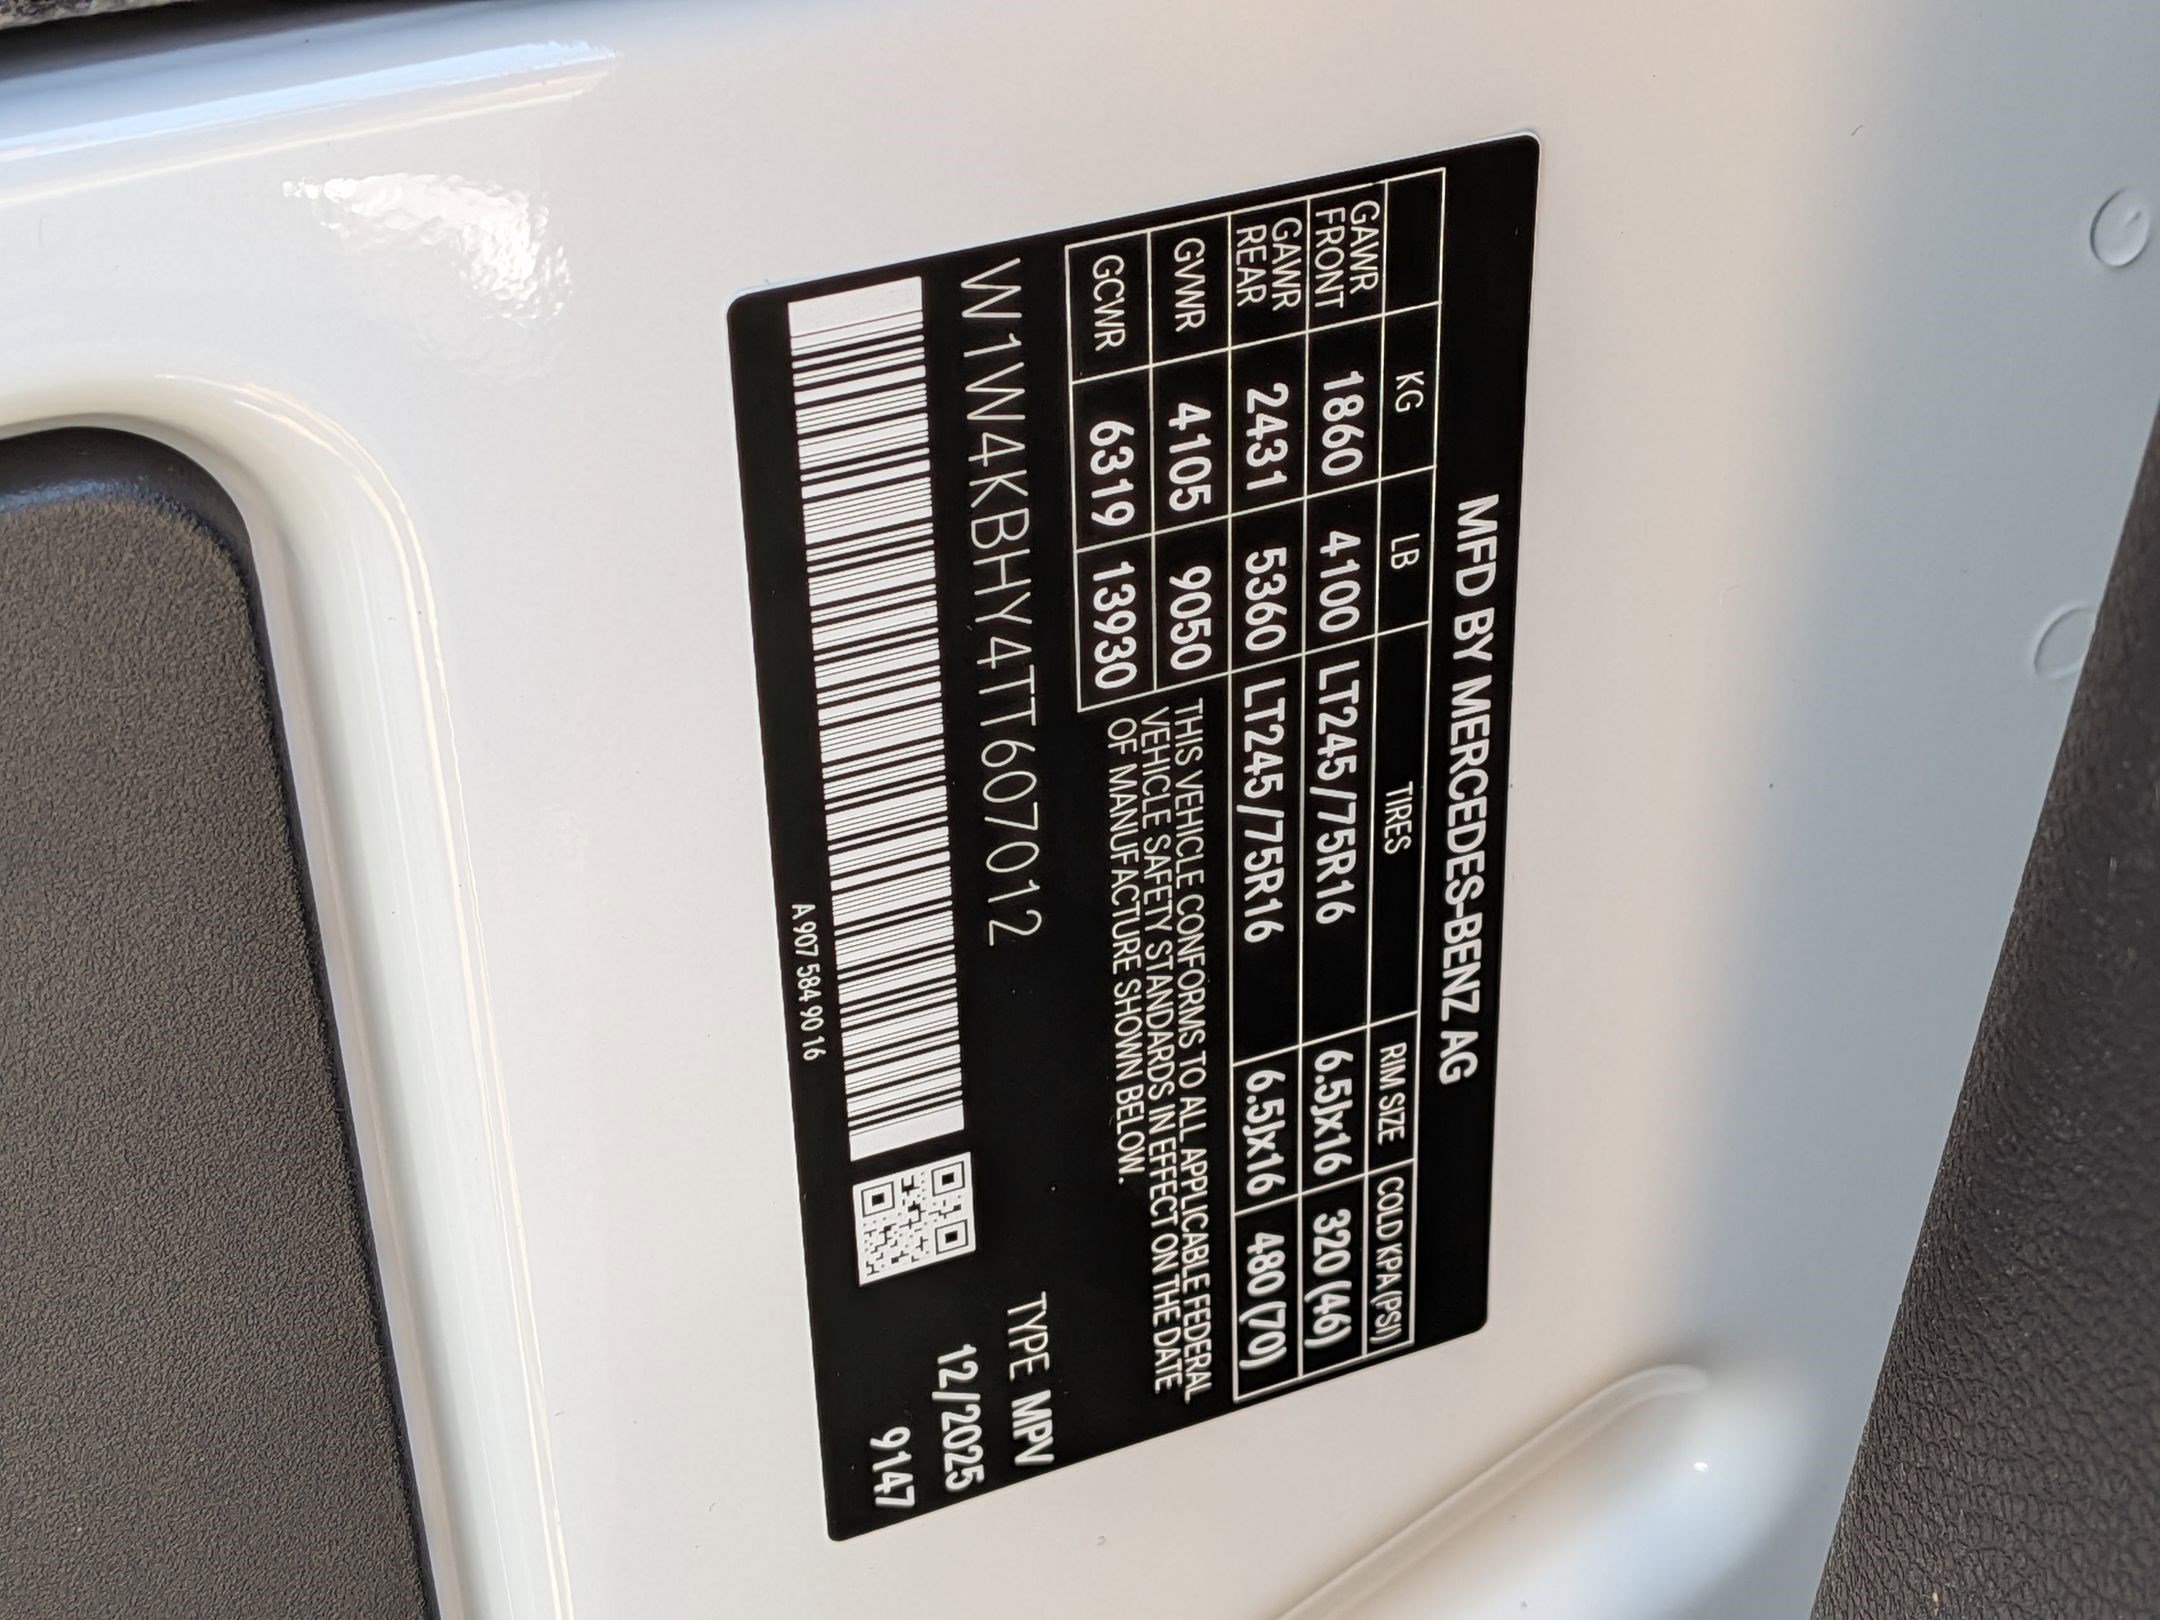 MFD BY MERCEDES-BENZ AG
KG LB TIRES RIM SIZE COLD KPA (PSI)
GAWR FRONT 1860 4100 LT245/75R16 6.5Jx16 320 (46)
GAWR REAR 2431 5360 LT245/75R16 6.5Jx16 480 (70)
GVWR 4105 9050
GCWR 6319 13930
THIS VEHICLE CONFORMS TO ALL APPLICABLE FEDERAL
VEHICLE SAFETY STANDARDS IN EFFECT ON THE DATE
OF MANUFACTURE SHOWN BELOW.
W1W4KBHY4TT607012
TYPE MPV
12/2025
9147
A 907 584 90 16